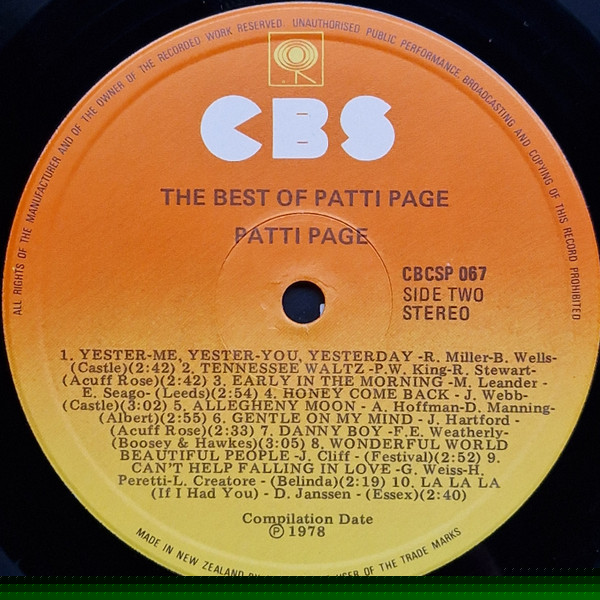 ALL RIGHTS OF THE MANUFACTURER AND OF THE OWNER OF THE RECORDED WORK RESERVED. UNAUTHORISED PUBLIC PERFORMANCE, BROADCASTING AND COPYING OF THIS RECORD PROHIBITED
CBS
THE BEST OF PATTI PAGE
PATTI PAGE
CBCSP 067
SIDE TWO
STEREO
1. YESTER-ME, YESTER-YOU, YESTERDAY -R. Miller-B. Wells-
(Castle)(2:42) 2. TENNESSEE WALTZ -P.W. King-R. Stewart-
(Acuff Rose)(2:42) 3. EARLY IN THE MORNING -M. Leander -
E. Seago- (Leeds)(2:54) 4. HONEY COME BACK - J. Webb-
(Castle)(3:02) 5. ALLEGHENY MOON - A. Hoffman-D. Manning-
(Albert)(2:55) 6. GENTLE ON MY MIND - J. Hartford -
(Acuff Rose)(2:33) 7. DANNY BOY -F.E. Weatherly-
(Boosey & Hawkes)(3:05) 8. WONDERFUL WORLD
BEAUTIFUL PEOPLE -J. Cliff - (Festival)(2:52) 9.
CAN'T HELP FALLING IN LOVE -G. Weiss-H.
Peretti-L. Creatore - (Belinda)(2:19) 10. LA LA LA
(If I Had You) - D. Janssen - (Essex)(2:40)
Compilation Date
Ⓟ 1978
MADE IN NEW ZEALAND USER OF THE TRADE MARKS